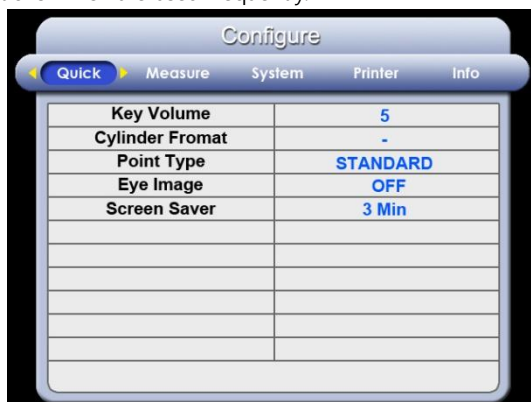 Configure
Quick Measure System Printer Info
Key Volume 5
Cylinder Fromat -
Point Type STANDARD
Eye Image OFF
Screen Saver 3 Min